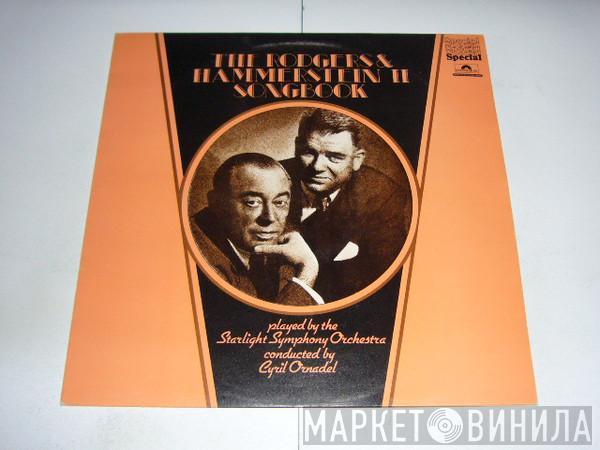 THE RODGERS &
HAMMERSTEIN II
SONGBOOK
Special
played by the
Starlight Symphony Orchestra
conducted by
Cyril Ornadel
МАРКЕТ ВИНИЛА